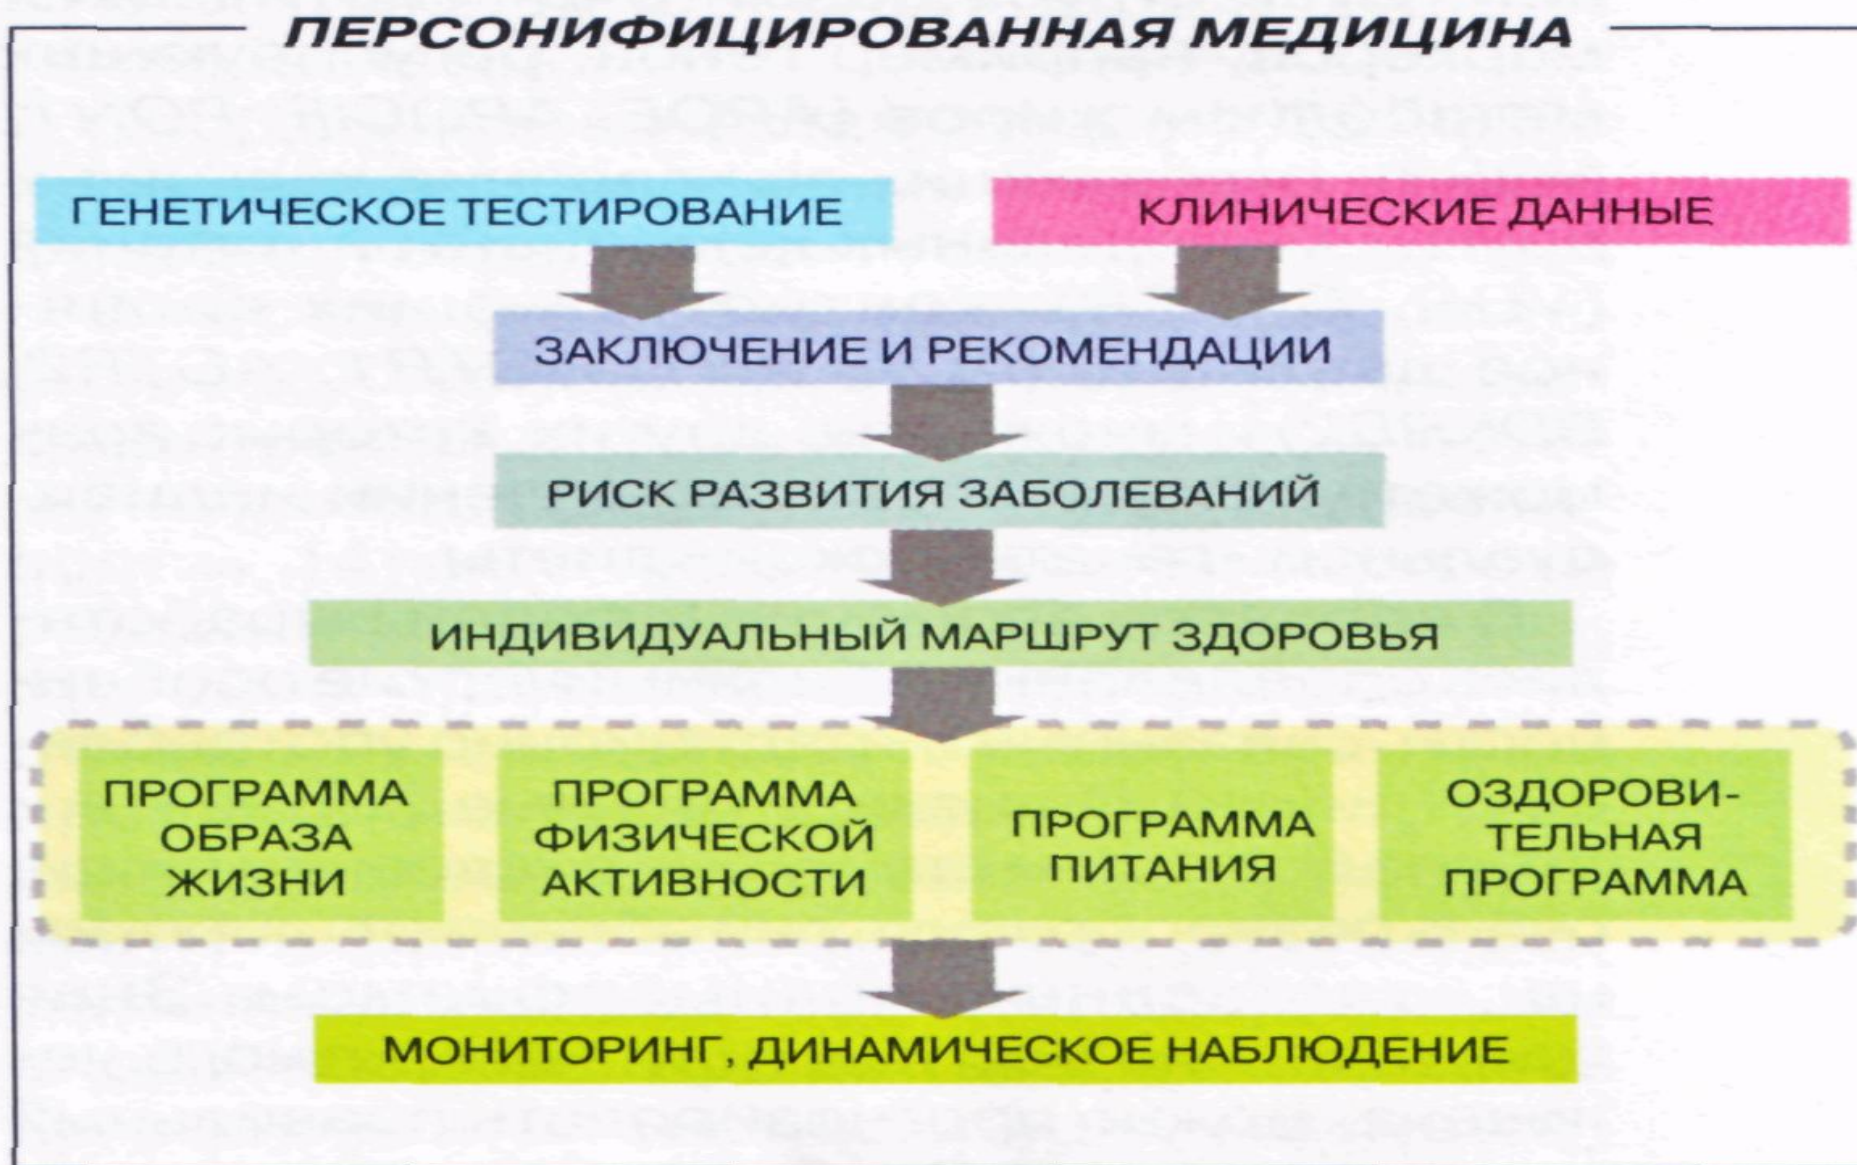 ПЕРСОНИФИЦИРОВАННАЯ МЕДИЦИНА
ГЕНЕТИЧЕСКОЕ ТЕСТИРОВАНИЕ
КЛИНИЧЕСКИЕ ДАННЫЕ
ЗАКЛЮЧЕНИЕ И РЕКОМЕНДАЦИИ
РИСК РАЗВИТИЯ ЗАБОЛЕВАНИЙ
ИНДИВИДУАЛЬНЫЙ МАРШРУТ ЗДОРОВЬЯ
ПРОГРАММА
ОБРАЗА
ЖИЗНИ
ПРОГРАММА
ФИЗИЧЕСКОЙ
АКТИВНОСТИ
ПРОГРАММА
ПИТАНИЯ
ОЗДОРОВИ-
ТЕЛЬНАЯ
ПРОГРАММА
МОНИТОРИНГ, ДИНАМИЧЕСКОЕ НАБЛЮДЕНИЕ